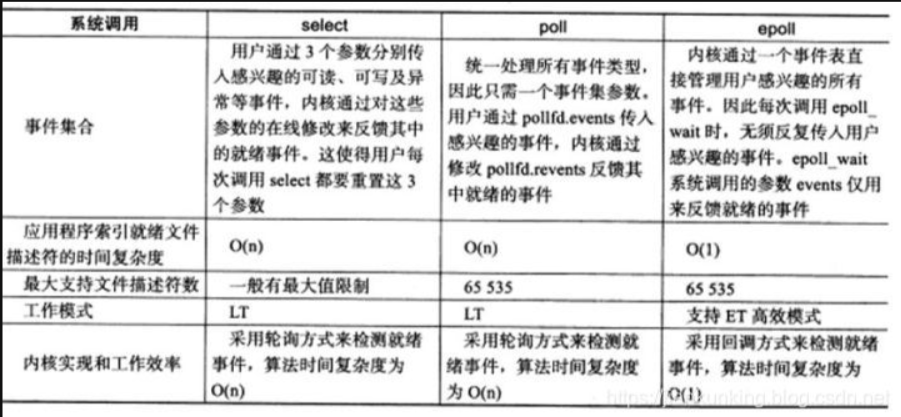 系统调用 select poll epoll
事件集合
用户通过 3 个参数分别传
入感兴趣的可读、可写及异
常等事件，内核通过对这些
参数的在线修改来反馈其中
的就绪事件。这使得用户每
次调用 select 都要重置这 3
个参数
统一处理所有事件类型，
因此只需一个事件集参数。
用户通过 pollfd.events 传入
感兴趣的事件，内核通过
修改 pollfd.revents 反馈其
中就绪的事件
内核通过一个事件表直
接管理用户感兴趣的所有
事件。因此每次调用 epoll_
wait 时，无须反复传入用户
感兴趣的事件。epoll_wait
系统调用的参数 events 仅用
来反馈就绪的事件
应用程序索引就绪文件
描述符的时间复杂度
O(n) O(n) O(1)
最大支持文件描述符数 一般有最大值限制 65 535 65 535
工作模式 LT LT 支持 ET 高效模式
内核实现和工作效率
采用轮询方式来检测就绪
事件，算法时间复杂度为
O(n)
采用轮询方式来检测就
绪事件，算法时间复杂度
为 O(n)
采用回调方式来检测就绪
事件，算法时间复杂度为
O(1)